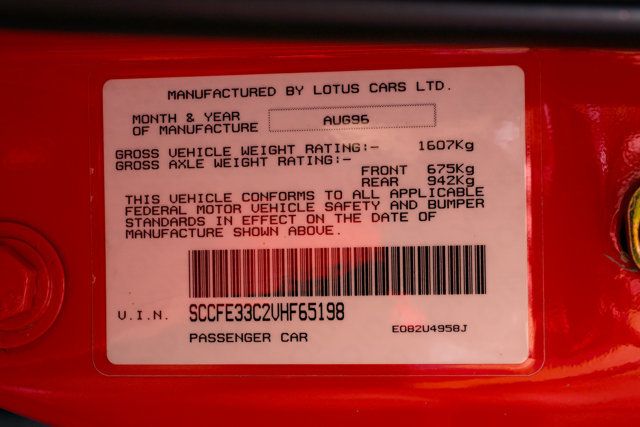 MANUFACTURED BY LOTUS CARS LTD.
MONTH & YEAR
OF MANUFACTURE AUG96
GROSS VEHICLE WEIGHT RATING:- 1607Kg
GROSS AXLE WEIGHT RATING:-
FRONT 675Kg
REAR 942Kg
THIS VEHICLE CONFORMS TO ALL APPLICABLE
FEDERAL MOTOR VEHICLE SAFETY AND BUMPER
STANDARDS IN EFFECT ON THE DATE OF
MANUFACTURE SHOWN ABOVE.
V.I.N. SCCFE33C2VHF65198
PASSENGER CAR E082U4958J